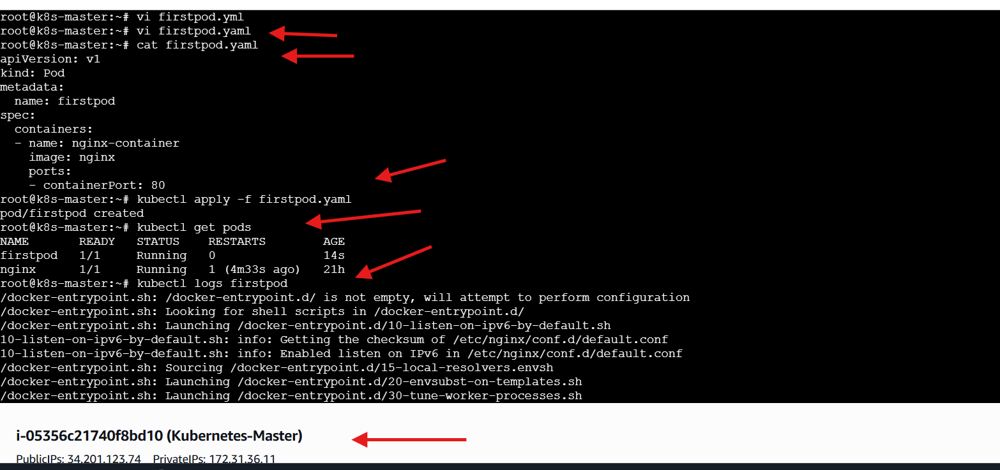 root@k8s-master:~# vi firstpod.yml
root@k8s-master:~# vi firstpod.yaml
root@k8s-master:~# cat firstpod.yaml
apiVersion: v1
kind: Pod
metadata:
  name: firstpod
spec:
  containers:
  - name: nginx-container
    image: nginx
    ports:
    - containerPort: 80
root@k8s-master:~# kubectl apply -f firstpod.yaml
pod/firstpod created
root@k8s-master:~# kubectl get pods
NAME       READY   STATUS    RESTARTS        AGE
firstpod   1/1     Running   0               14s
nginx      1/1     Running   1 (4m33s ago)   21h
root@k8s-master:~# kubectl logs firstpod
/docker-entrypoint.sh: /docker-entrypoint.d/ is not empty, will attempt to perform configuration
/docker-entrypoint.sh: Looking for shell scripts in /docker-entrypoint.d/
/docker-entrypoint.sh: Launching /docker-entrypoint.d/10-listen-on-ipv6-by-default.sh
10-listen-on-ipv6-by-default.sh: info: Getting the checksum of /etc/nginx/conf.d/default.conf
10-listen-on-ipv6-by-default.sh: info: Enabled listen on IPv6 in /etc/nginx/conf.d/default.conf
/docker-entrypoint.sh: Sourcing /docker-entrypoint.d/15-local-resolvers.envsh
/docker-entrypoint.sh: Launching /docker-entrypoint.d/20-envsubst-on-templates.sh
/docker-entrypoint.sh: Launching /docker-entrypoint.d/30-tune-worker-processes.sh
i-05356c21740f8bd10 (Kubernetes-Master)
PublicIPs: 34.201.123.74   PrivateIPs: 172.31.36.11